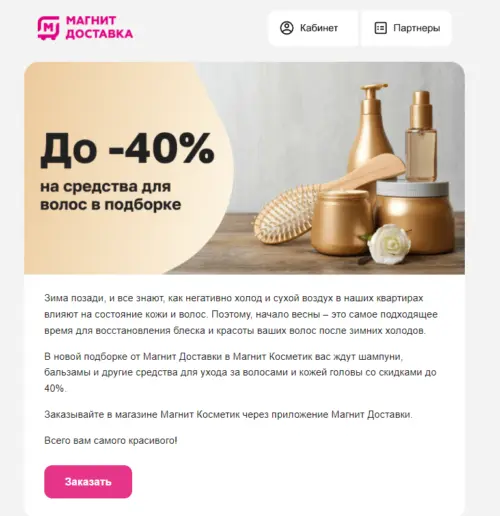 МАГНИТ
ДОСТАВКА
Кабинет
Партнеры
До -40%
на средства для
волос в подборке
Зима позади, и все знают, как негативно холод и сухой воздух в наших квартирах
влияют на состояние кожи и волос. Поэтому, начало весны – это самое подходящее
время для восстановления блеска и красоты ваших волос после зимних холодов.
В новой подборке от Магнит Доставки в Магнит Косметик вас ждут шампуни,
бальзамы и другие средства для ухода за волосами и кожей головы со скидками до
40%.
Заказывайте в магазине Магнит Косметик через приложение Магнит Доставки.
Всего вам самого красивого!
Заказать